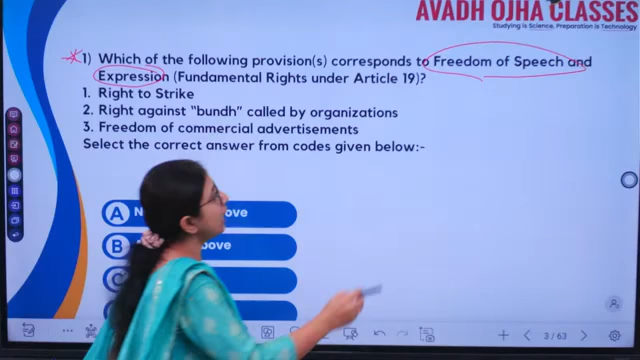 AVADH OJHA CLASSES
Studying is Science, Preparation is Technology
1) Which of the following provision(s) corresponds to Freedom of Speech and
Expression (Fundamental Rights under Article 19)?
1. Right to Strike
2. Right against "bundh" called by organizations
3. Freedom of commercial advertisements
Select the correct answer from codes given below:-
A
B
3 / 63